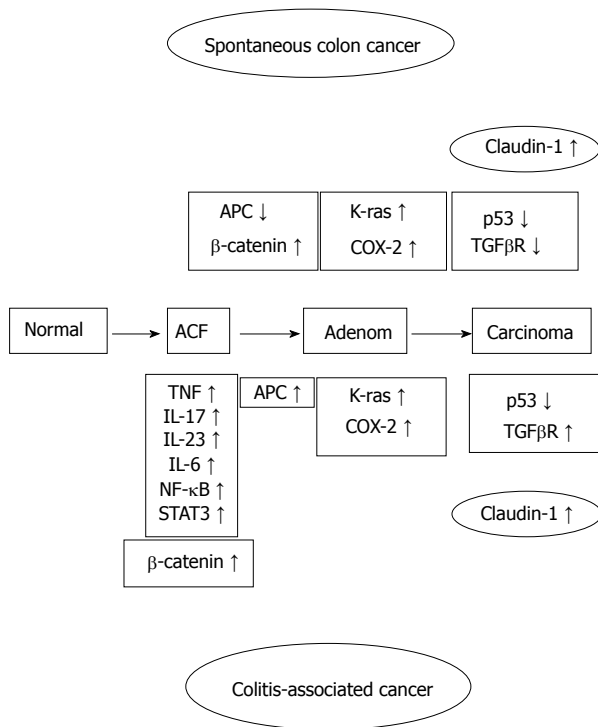 Spontaneous colon cancer
Claudin-1 ↑
APC ↓
β-catenin ↑
K-ras ↑
COX-2 ↑
p53 ↓
TGFβR ↓
Normal
ACF
Adenom
Carcinoma
TNF ↑
IL-17 ↑
IL-23 ↑
IL-6 ↑
NF-κB ↑
STAT3 ↑
β-catenin ↑
APC ↑
K-ras ↑
COX-2 ↑
p53 ↓
TGFβR ↑
Claudin-1 ↑
Colitis-associated cancer